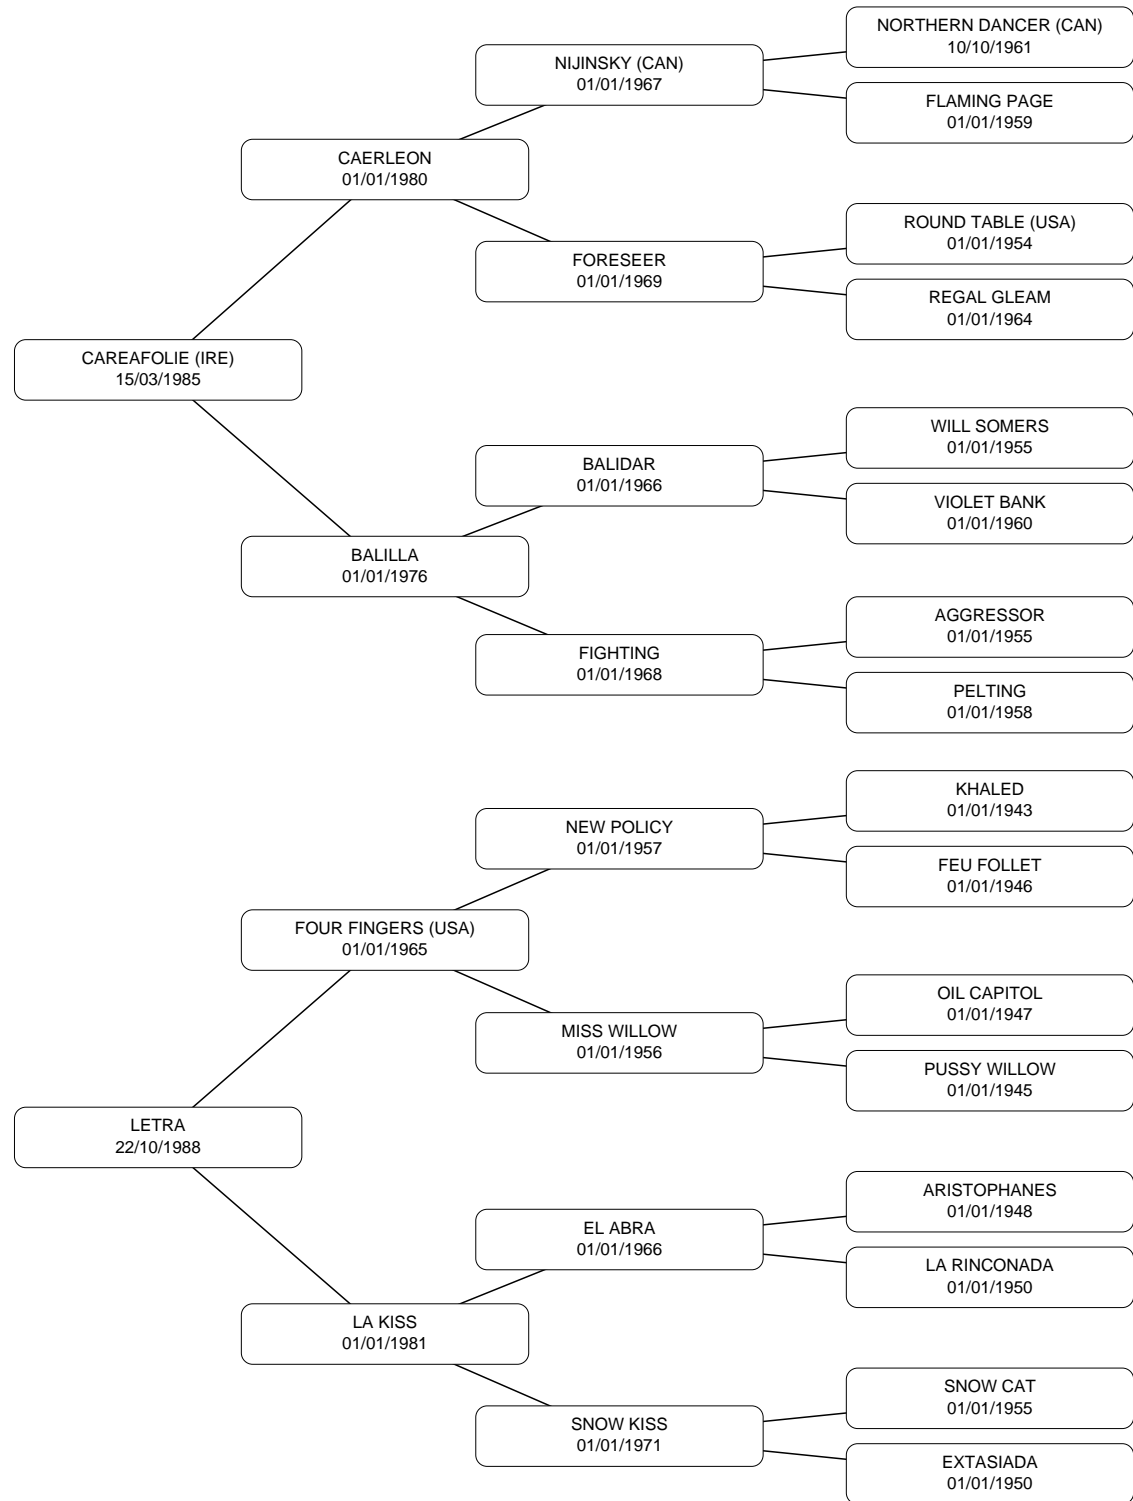 NORTHERN DANCER (CAN)
10/10/1961
NIJINSKY (CAN)
01/01/1967
FLAMING PAGE
01/01/1959
CAERLEON
01/01/1980
ROUND TABLE (USA)
01/01/1954
FORESEER
01/01/1969
REGAL GLEAM
01/01/1964
CAREAFOLIE (IRE)
15/03/1985
WILL SOMERS
01/01/1955
BALIDAR
01/01/1966
VIOLET BANK
01/01/1960
BALILLA
01/01/1976
AGGRESSOR
01/01/1955
FIGHTING
01/01/1968
PELTING
01/01/1958
KHALED
01/01/1943
NEW POLICY
01/01/1957
FEU FOLLET
01/01/1946
FOUR FINGERS (USA)
01/01/1965
OIL CAPITOL
01/01/1947
MISS WILLOW
01/01/1956
PUSSY WILLOW
01/01/1945
LETRA
22/10/1988
ARISTOPHANES
01/01/1948
EL ABRA
01/01/1966
LA RINCONADA
01/01/1950
LA KISS
01/01/1981
SNOW CAT
01/01/1955
SNOW KISS
01/01/1971
EXTASIADA
01/01/1950